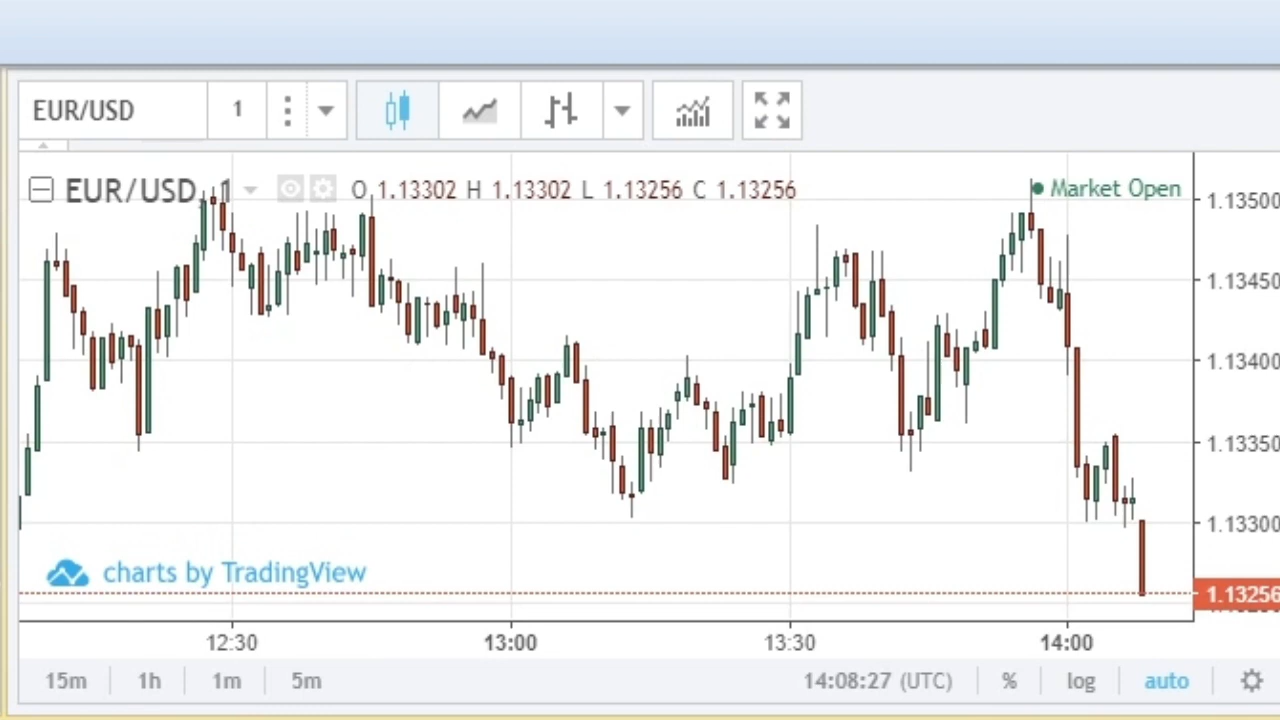 EUR/USD 1
EUR/USD, 1 O 1.13302 H 1.13302 L 1.13256 C 1.13256 Market Open
1.13500
1.13450
1.13400
1.13350
1.13300
charts by TradingView
1.13256
12:30 13:00 13:30 14:00
15m 1h 1m 5m 14:08:27 (UTC) % log auto